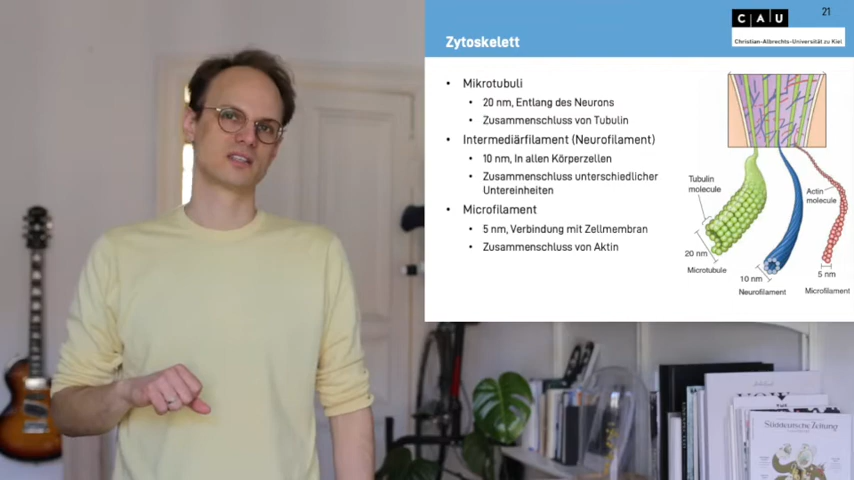 21
C A U
Christian-Albrechts-Universität zu Kiel
Zytoskelett
• Mikrotubuli
• 20 nm, Entlang des Neurons
• Zusammenschluss von Tubulin
• Intermediärfilament (Neurofilament)
• 10 nm, In allen Körperzellen
• Zusammenschluss unterschiedlicher
Untereinheiten
• Microfilament
• 5 nm, Verbindung mit Zellmembran
• Zusammenschluss von Aktin
Tubulin
molecule
Actin
molecule
20 nm
Microtubule
10 nm
Neurofilament
5 nm
Microfilament
Süddeutsche Zeitung